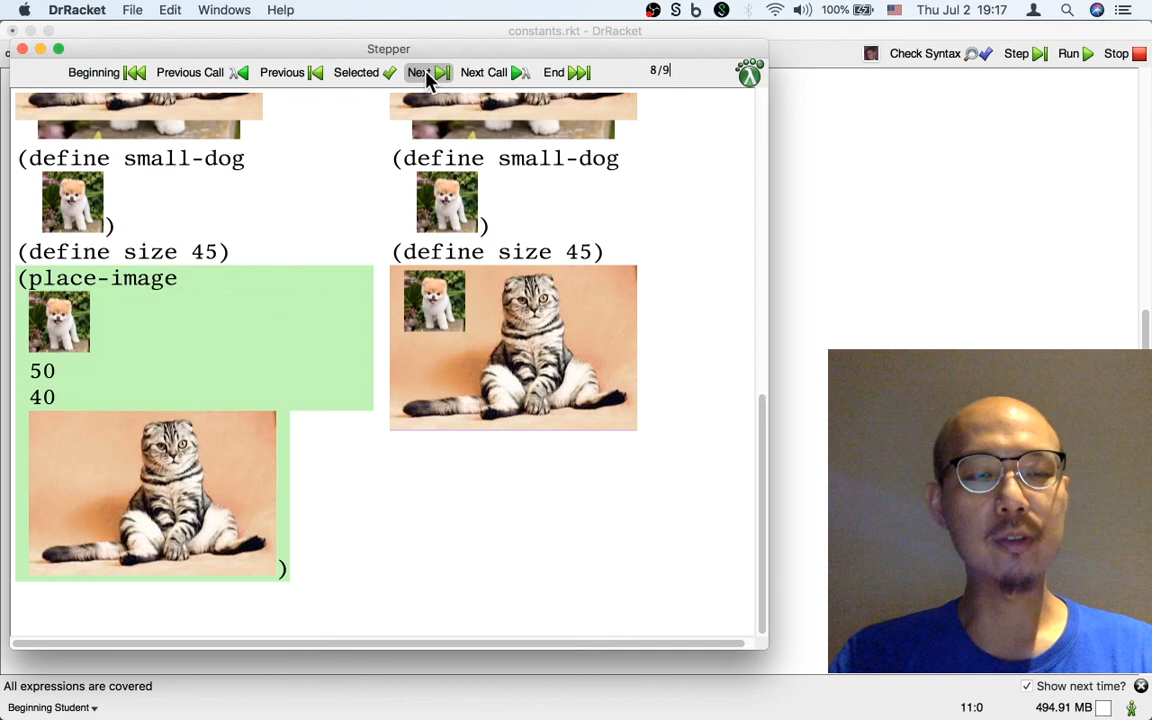 DrRacket File Edit Windows Help 100% Thu Jul 2 19:17
constants.rkt - DrRacket
Stepper
Check Syntax Step Run Stop
Beginning Previous Call Previous Selected Next Next Call End 8/9
(define small-dog
)
(define size 45)
(place-image
50
40
)
(define small-dog
)
(define size 45)
All expressions are covered
Show next time?
Beginning Student
11:0 494.91 MB